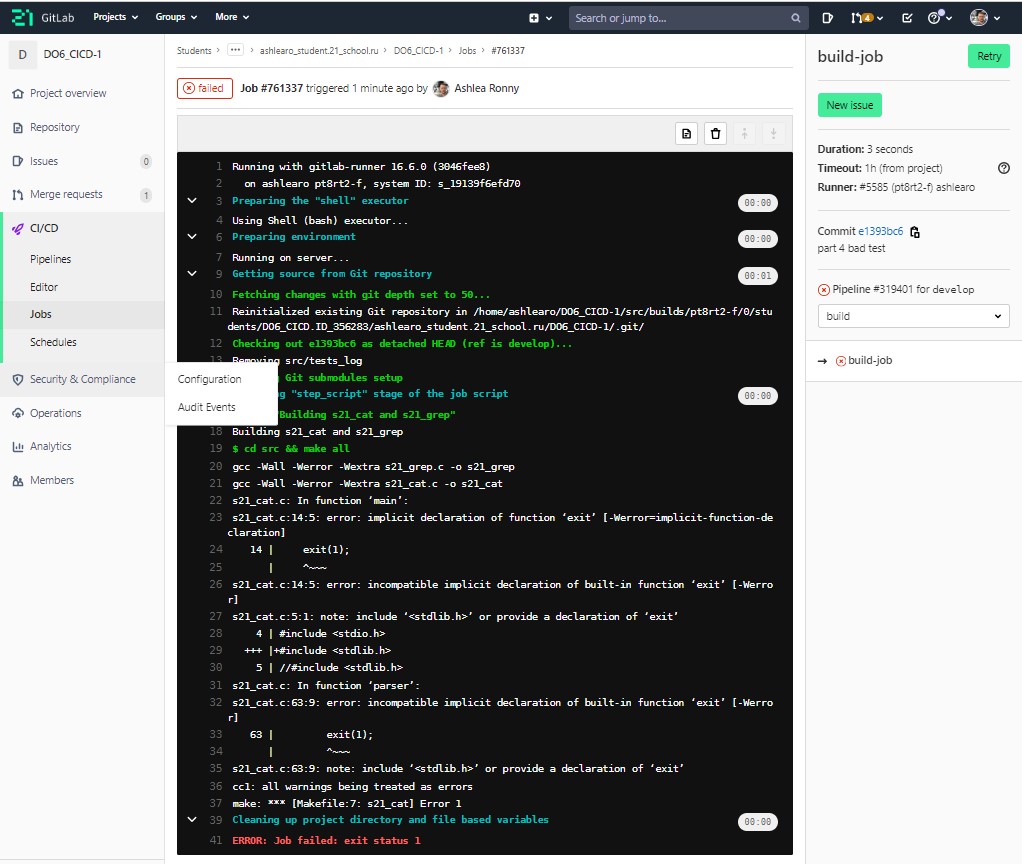 GitLab Projects Groups More Search or jump to... 4
D DO6_CICD-1
Project overview
Repository
Issues 0
Merge requests 1
CI/CD
Pipelines
Editor
Jobs
Schedules
Security & Compliance
Operations
Analytics
Members
Configuration
Audit Events
Students > ... > ashlearo_student.21_school.ru > DO6_CICD-1 > Jobs > #761337
failed Job #761337 triggered 1 minute ago by Ashlea Ronny
1 Running with gitlab-runner 16.6.0 (3046fee8)
2 on ashlearo pt8rt2-f, system ID: s_19139f6efd70
3 Preparing the "shell" executor 00:00
4 Using Shell (bash) executor...
6 Preparing environment 00:00
7 Running on server...
9 Getting source from Git repository 00:01
10 Fetching changes with git depth set to 50...
11 Reinitialized existing Git repository in /home/ashlearo/DO6_CICD-1/src/builds/pt8rt2-f/0/stu
dents/DO6_CICD.ID_356283/ashlearo_student.21_school.ru/DO6_CICD-1/.git/
12 Checking out e1393bc6 as detached HEAD (ref is develop)...
13 Removing src/tests_log
Git submodules setup
"step_script" stage of the job script 00:00
"Building s21_cat and s21_grep"
18 Building s21_cat and s21_grep
19 $ cd src && make all
20 gcc -Wall -Werror -Wextra s21_grep.c -o s21_grep
21 gcc -Wall -Werror -Wextra s21_cat.c -o s21_cat
22 s21_cat.c: In function ‘main’:
23 s21_cat.c:14:5: error: implicit declaration of function ‘exit’ [-Werror=implicit-function-de
claration]
24 14 | exit(1);
25 | ^~~~
26 s21_cat.c:14:5: error: incompatible implicit declaration of built-in function ‘exit’ [-Werro
r]
27 s21_cat.c:5:1: note: include ‘<stdlib.h>’ or provide a declaration of ‘exit’
28 4 | #include <stdio.h>
29 +++ |+#include <stdlib.h>
30 5 | //#include <stdlib.h>
31 s21_cat.c: In function ‘parser’:
32 s21_cat.c:63:9: error: incompatible implicit declaration of built-in function ‘exit’ [-Werro
r]
33 63 | exit(1);
34 | ^~~~
35 s21_cat.c:63:9: note: include ‘<stdlib.h>’ or provide a declaration of ‘exit’
36 cc1: all warnings being treated as errors
37 make: *** [Makefile:7: s21_cat] Error 1
39 Cleaning up project directory and file based variables 00:00
41 ERROR: Job failed: exit status 1
build-job Retry
New issue
Duration: 3 seconds
Timeout: 1h (from project)
Runner: #5585 (pt8rt2-f) ashlearo
Commit e1393bc6
part 4 bad test
Pipeline #319401 for develop
build
→ build-job